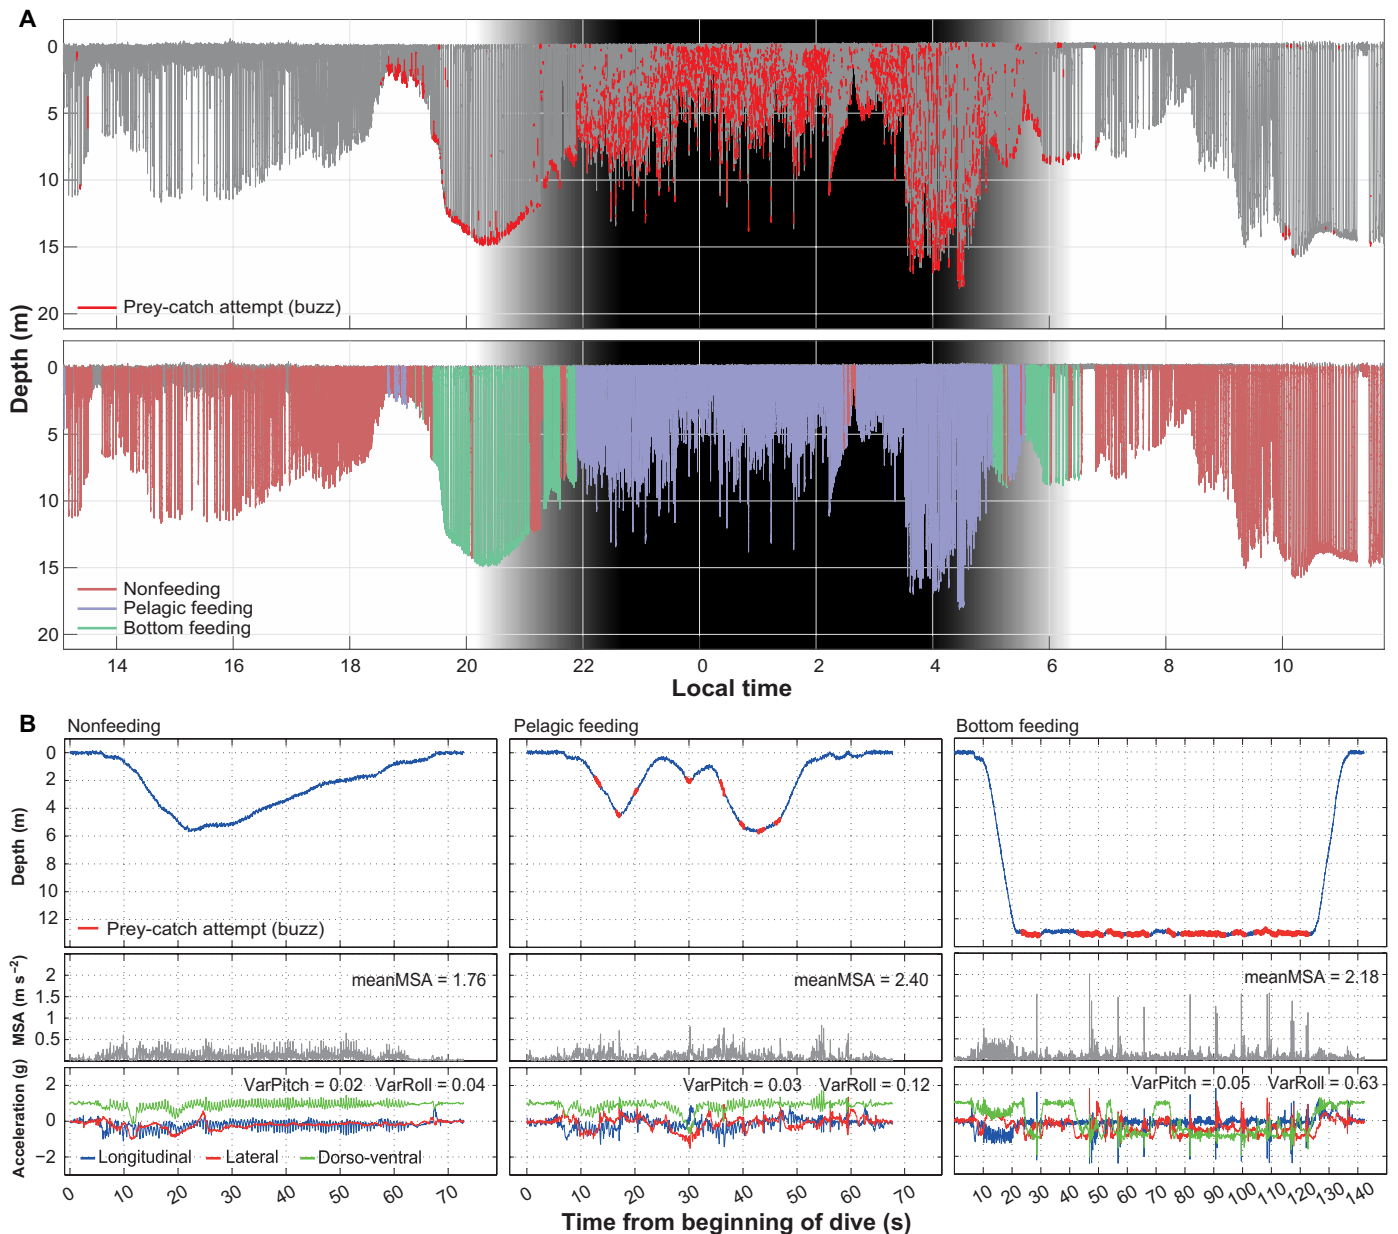 A
0
5
10
15
20
Prey-catch attempt (buzz)
Depth (m)
0
5
10
15
20
Nonfeeding
Pelagic feeding
Bottom feeding
14 16 18 20 22 0 2 4 6 8 10
Local time
B
Nonfeeding Pelagic feeding Bottom feeding
Depth (m)
0
2
4
6
8
10
12
Prey-catch attempt (buzz)
MSA (m s⁻²)
2
1.5
1
0.5
meanMSA = 1.76 meanMSA = 2.40 meanMSA = 2.18
Acceleration (g)
2
0
−2
VarPitch = 0.02 VarRoll = 0.04 VarPitch = 0.03 VarRoll = 0.12 VarPitch = 0.05 VarRoll = 0.63
Longitudinal Lateral Dorso-ventral
0 10 20 30 40 50 60 70 0 10 20 30 40 50 60 70 10 20 30 40 50 60 70 80 90 100 110 120 130 140
Time from beginning of dive (s)